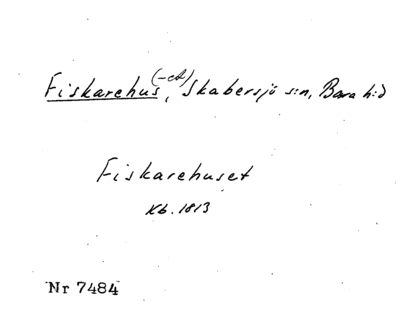 Fiskarehus (-et), Skabersjö s:n, Bara h:d
Fiskarehuset
Kb. 1813
Nr 7484